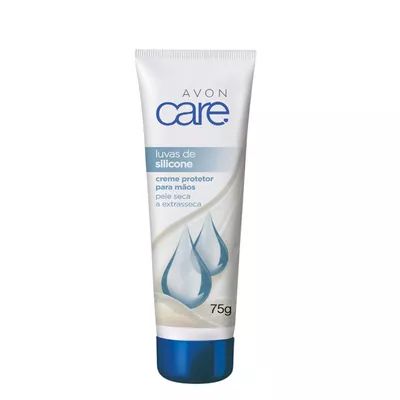 AVON
care
luvas de
silicone
creme protetor
para mãos
pele seca
a extrasseca
75g